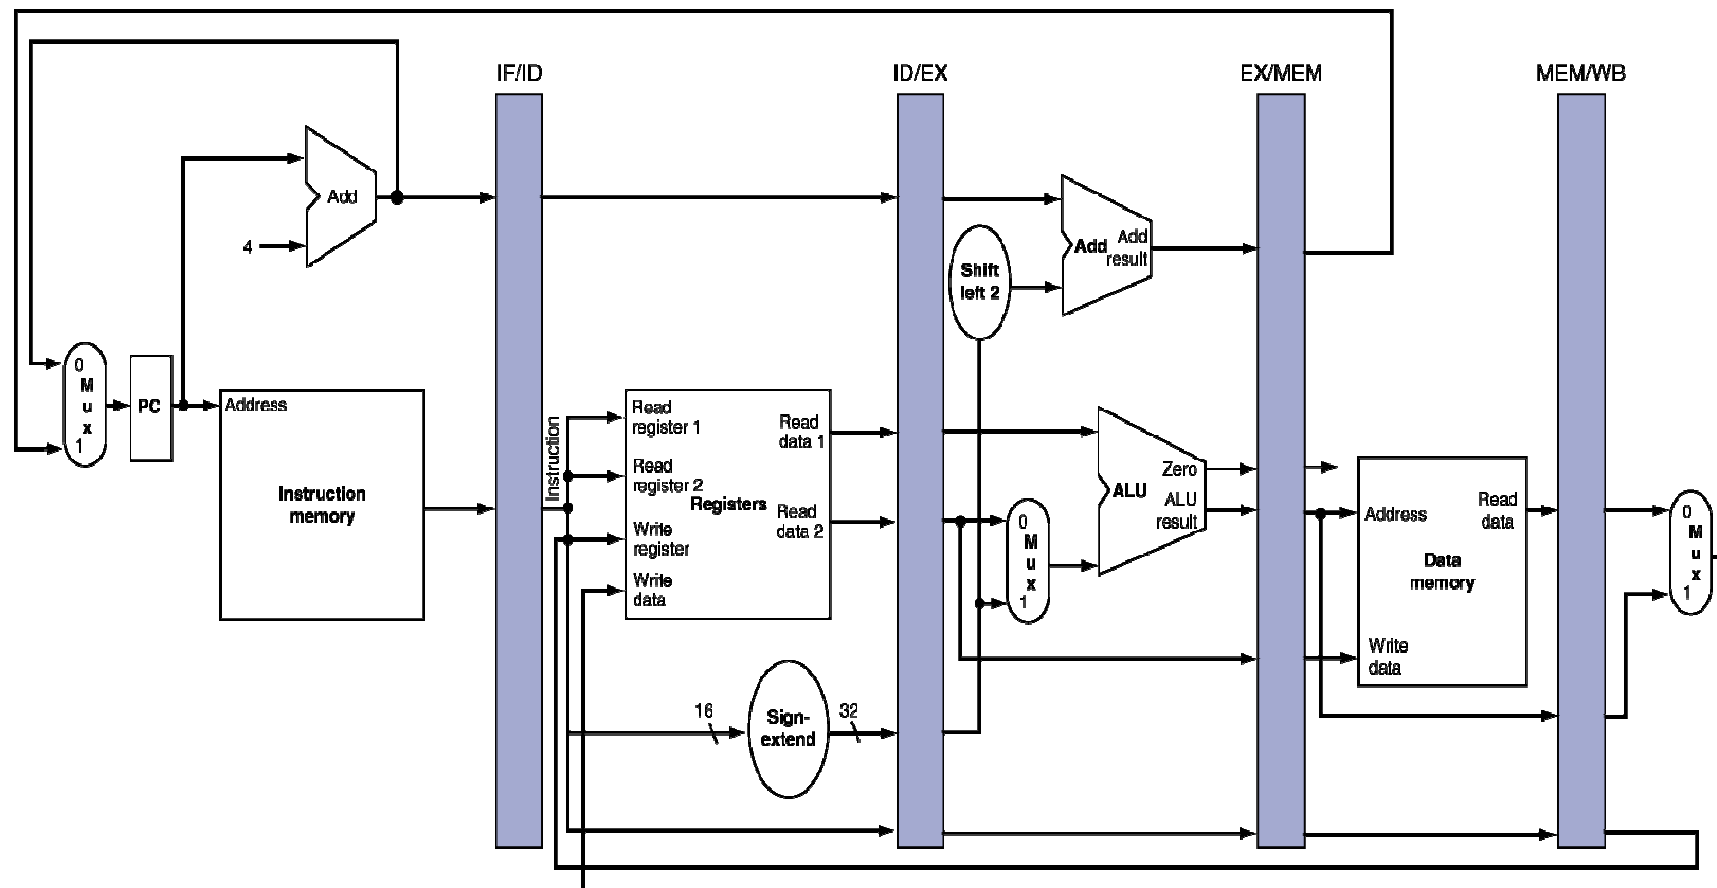 IF/ID
ID/EX
EX/MEM
MEM/WB
Add
4
Add
Add
result
Shift
left 2
0
M
u
x
1
PC
Address
Instruction
memory
Instruction
Read
register 1
Read
register 2
Write
register
Write
data
Registers
Read
data 1
Read
data 2
0
M
u
x
1
Zero
ALU
ALU
result
Address
Read
data
Data
memory
Write
data
0
M
u
x
1
16
Sign-
extend
32